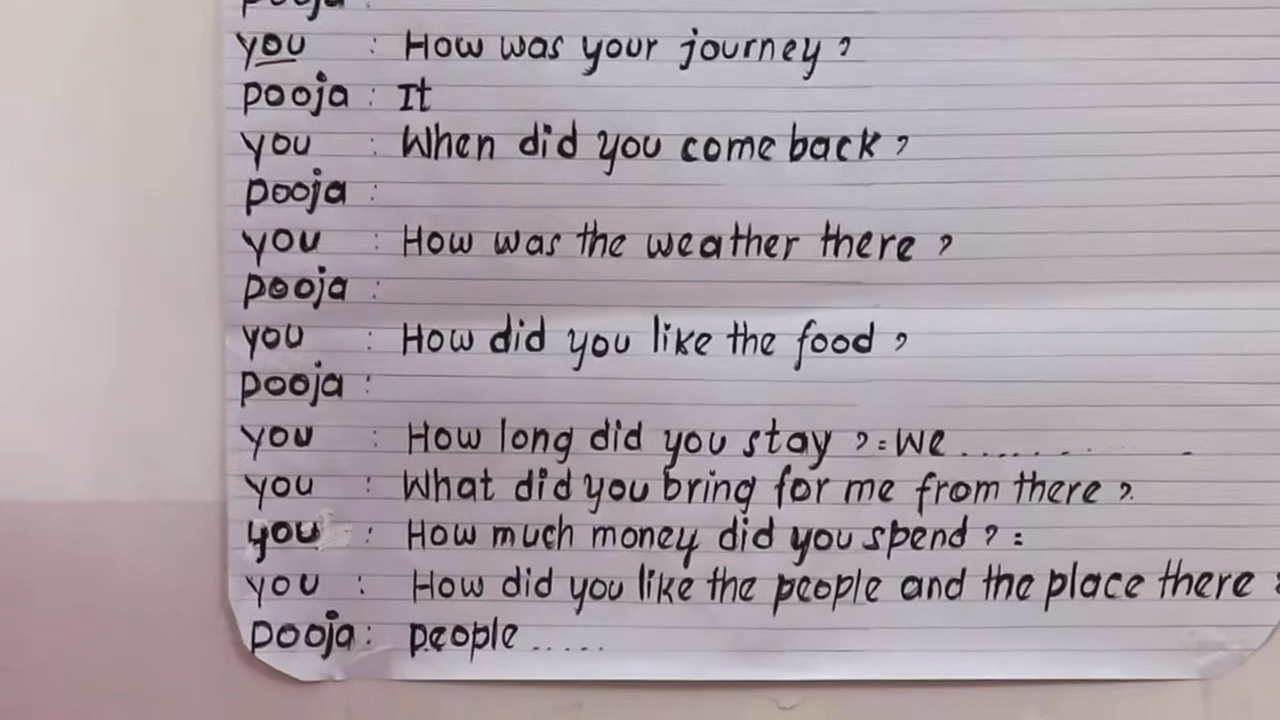 pooja :
you : How was your journey ?
pooja : It
you : When did you come back ?
pooja :
you : How was the weather there ?
pooja :
you : How did you like the food ?
pooja :
you : How long did you stay ? : We ..........
you : What did you bring for me from there ?
you : How much money did you spend ? :
you : How did you like the people and the place there
pooja : people .....